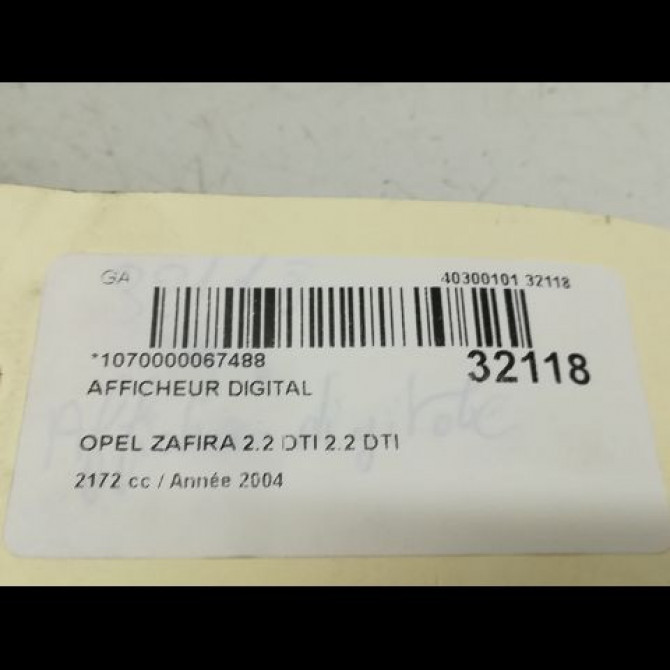 GA 40300101 32118
*1070000067488 32118
AFFICHEUR DIGITAL
OPEL ZAFIRA 2.2 DTI 2.2 DTI
2172 cc / Année 2004